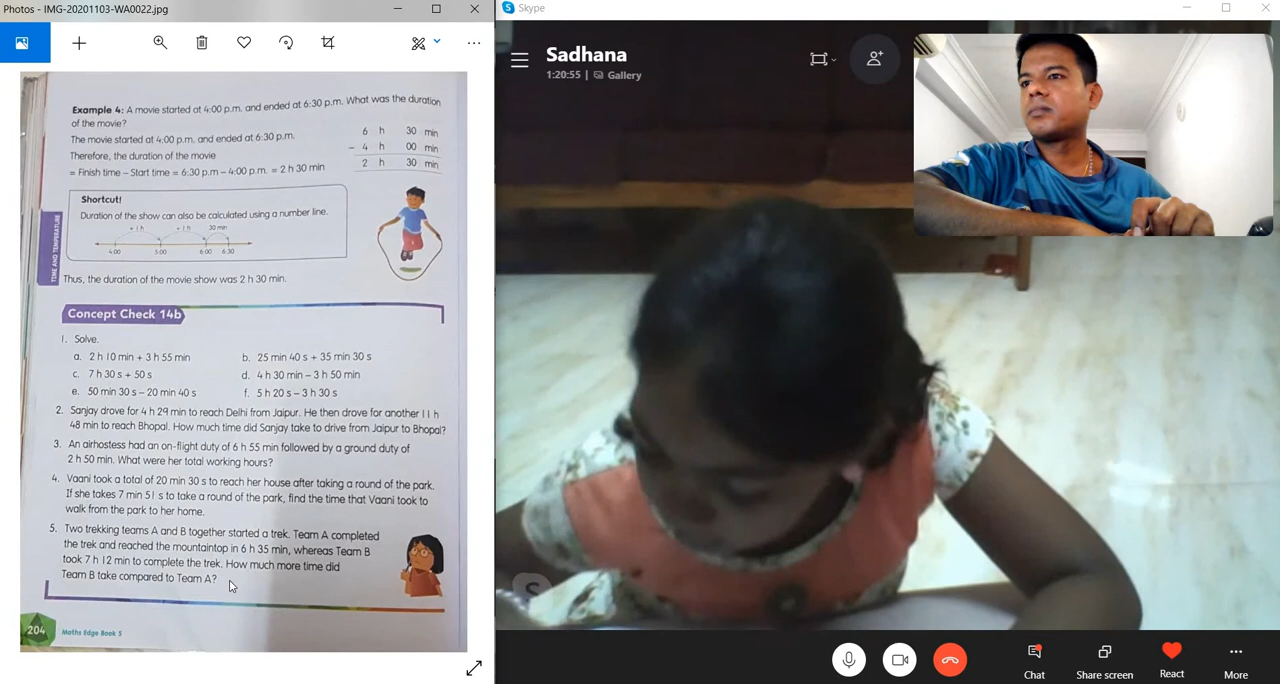 Photos - IMG-20201103-WA0022.jpg
Example 4: A movie started at 4:00 p.m. and ended at 6:30 p.m. What was the duration
of the movie?
The movie started at 4:00 p.m. and ended at 6:30 p.m.
Therefore, the duration of the movie
= Finish time – Start time = 6:30 p.m – 4:00 p.m. = 2 h 30 min
6 h 30 min
– 4 h 00 min
2 h 30 min
Shortcut!
Duration of the show can also be calculated using a number line.
+ 1 h + 1 h 30 min
4:00 5:00 6:00 6:30
TIME AND TEMPERATURE
Thus, the duration of the movie show was 2 h 30 min.
Concept Check 14b
1. Solve.
a. 2 h 10 min + 3 h 55 min b. 25 min 40 s + 35 min 30 s
c. 7 h 30 s + 50 s d. 4 h 30 min – 3 h 50 min
e. 50 min 30 s – 20 min 40 s f. 5 h 20 s – 3 h 30 s
2. Sanjay drove for 4 h 29 min to reach Delhi from Jaipur. He then drove for another 11 h
48 min to reach Bhopal. How much time did Sanjay take to drive from Jaipur to Bhopal?
3. An airhostess had an on-flight duty of 6 h 55 min followed by a ground duty of
2 h 50 min. What were her total working hours?
4. Vaani took a total of 20 min 30 s to reach her house after taking a round of the park.
If she takes 7 min 51 s to take a round of the park, find the time that Vaani took to
walk from the park to her home.
5. Two trekking teams A and B together started a trek. Team A completed
the trek and reached the mountaintop in 6 h 35 min, whereas Team B
took 7 h 12 min to complete the trek. How much more time did
Team B take compared to Team A?
204 Maths Edge Book 5
Skype
Sadhana
1:20:55 | Gallery
Chat Share screen React More